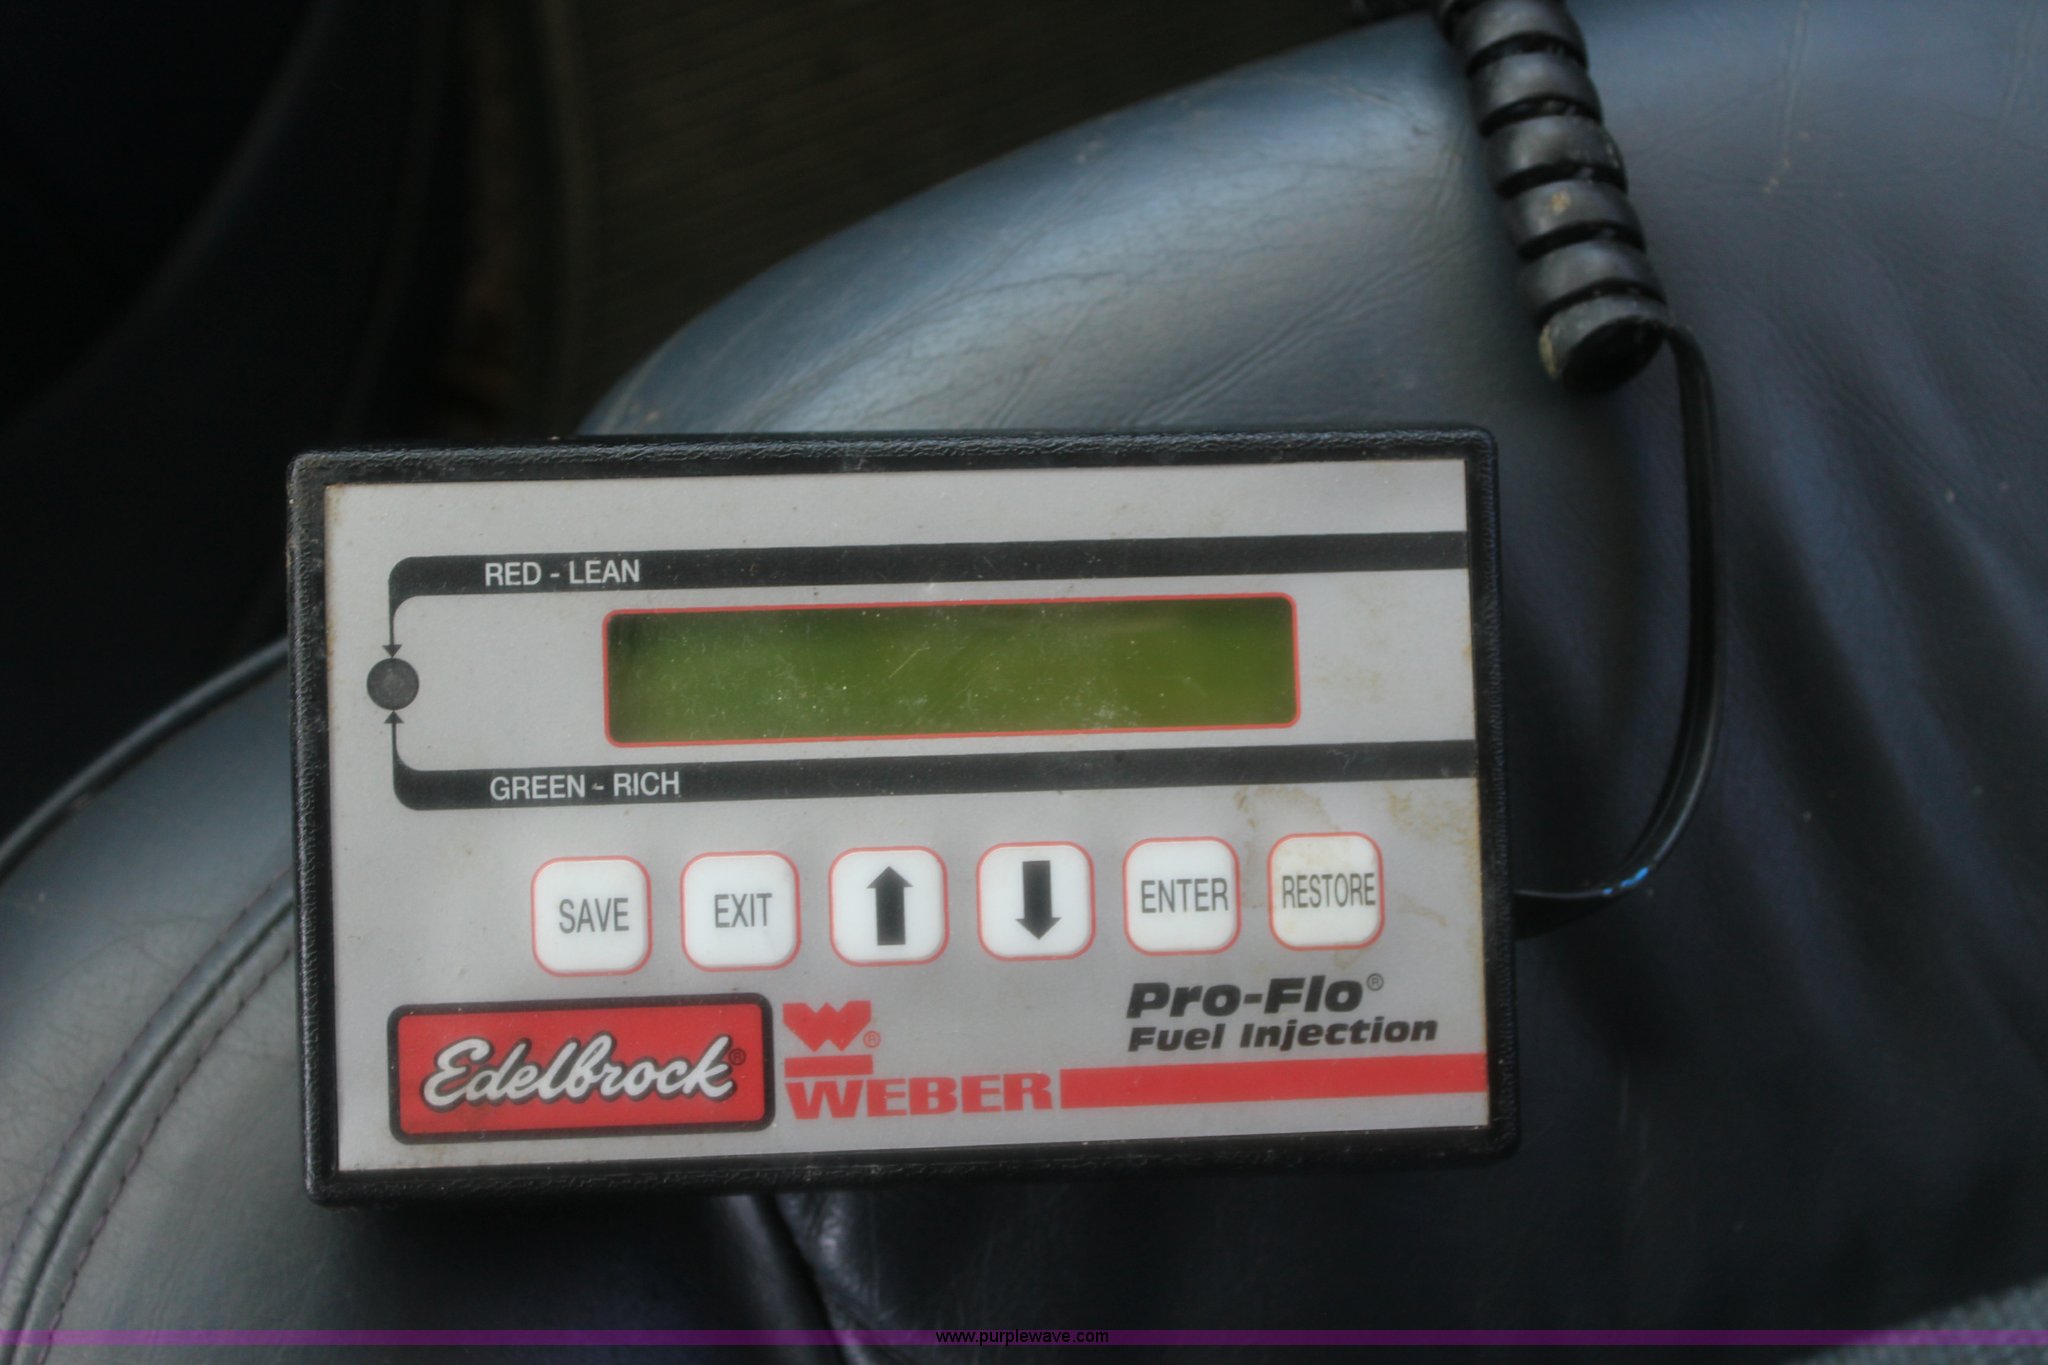 RED - LEAN
GREEN - RICH
SAVE
EXIT
ENTER
RESTORE
Pro-Flo®
Fuel Injection
Edelbrock®
W®
WEBER
www.purplewave.com